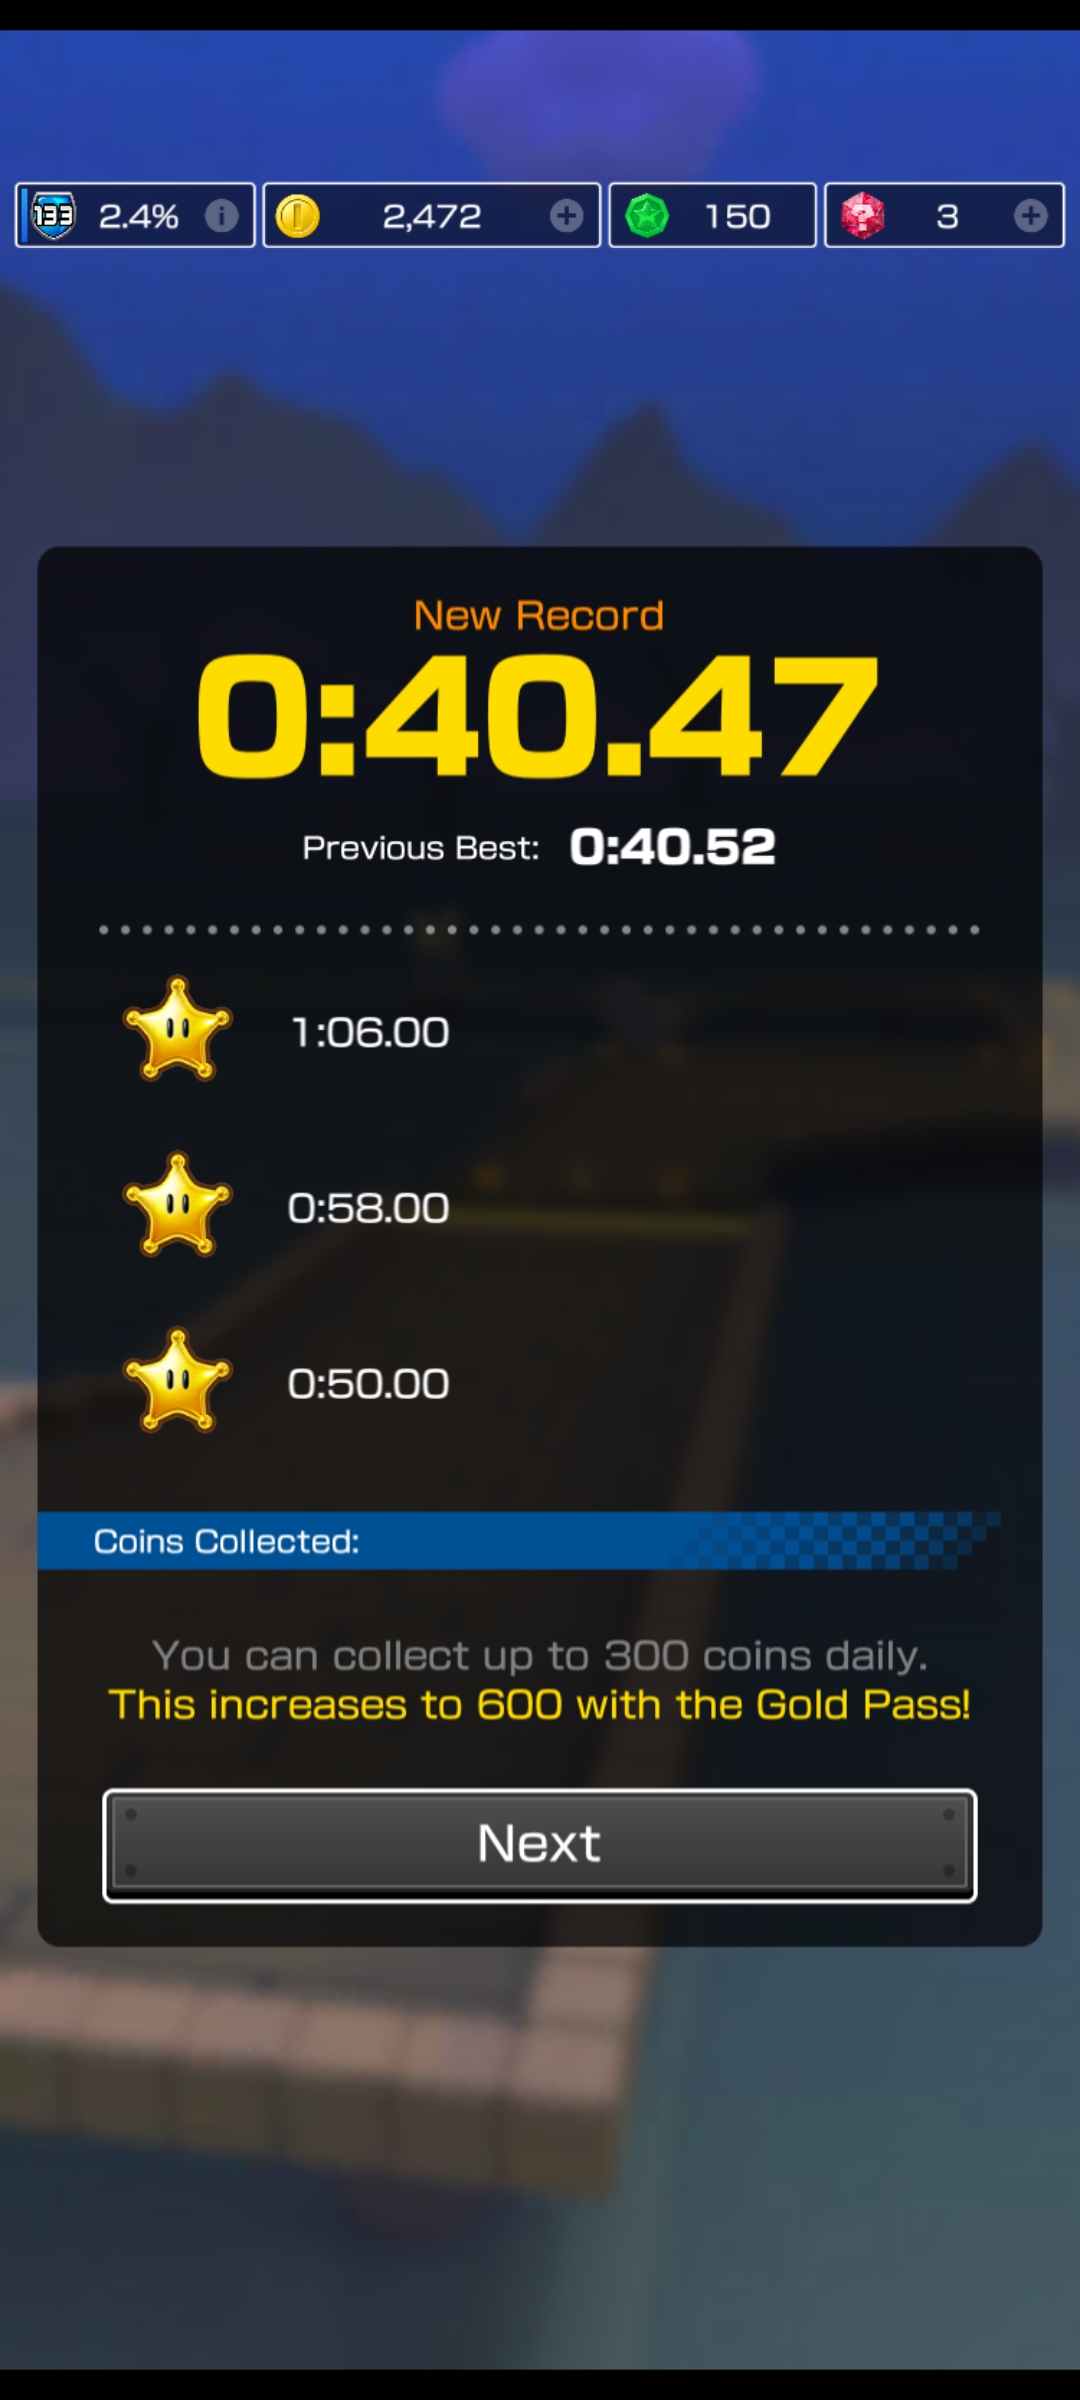 133 2.4% i 2,472 + 150 ? 3 +
New Record
0:40.47
Previous Best: 0:40.52
1:06.00
0:58.00
0:50.00
Coins Collected:
You can collect up to 300 coins daily.
This increases to 600 with the Gold Pass!
Next